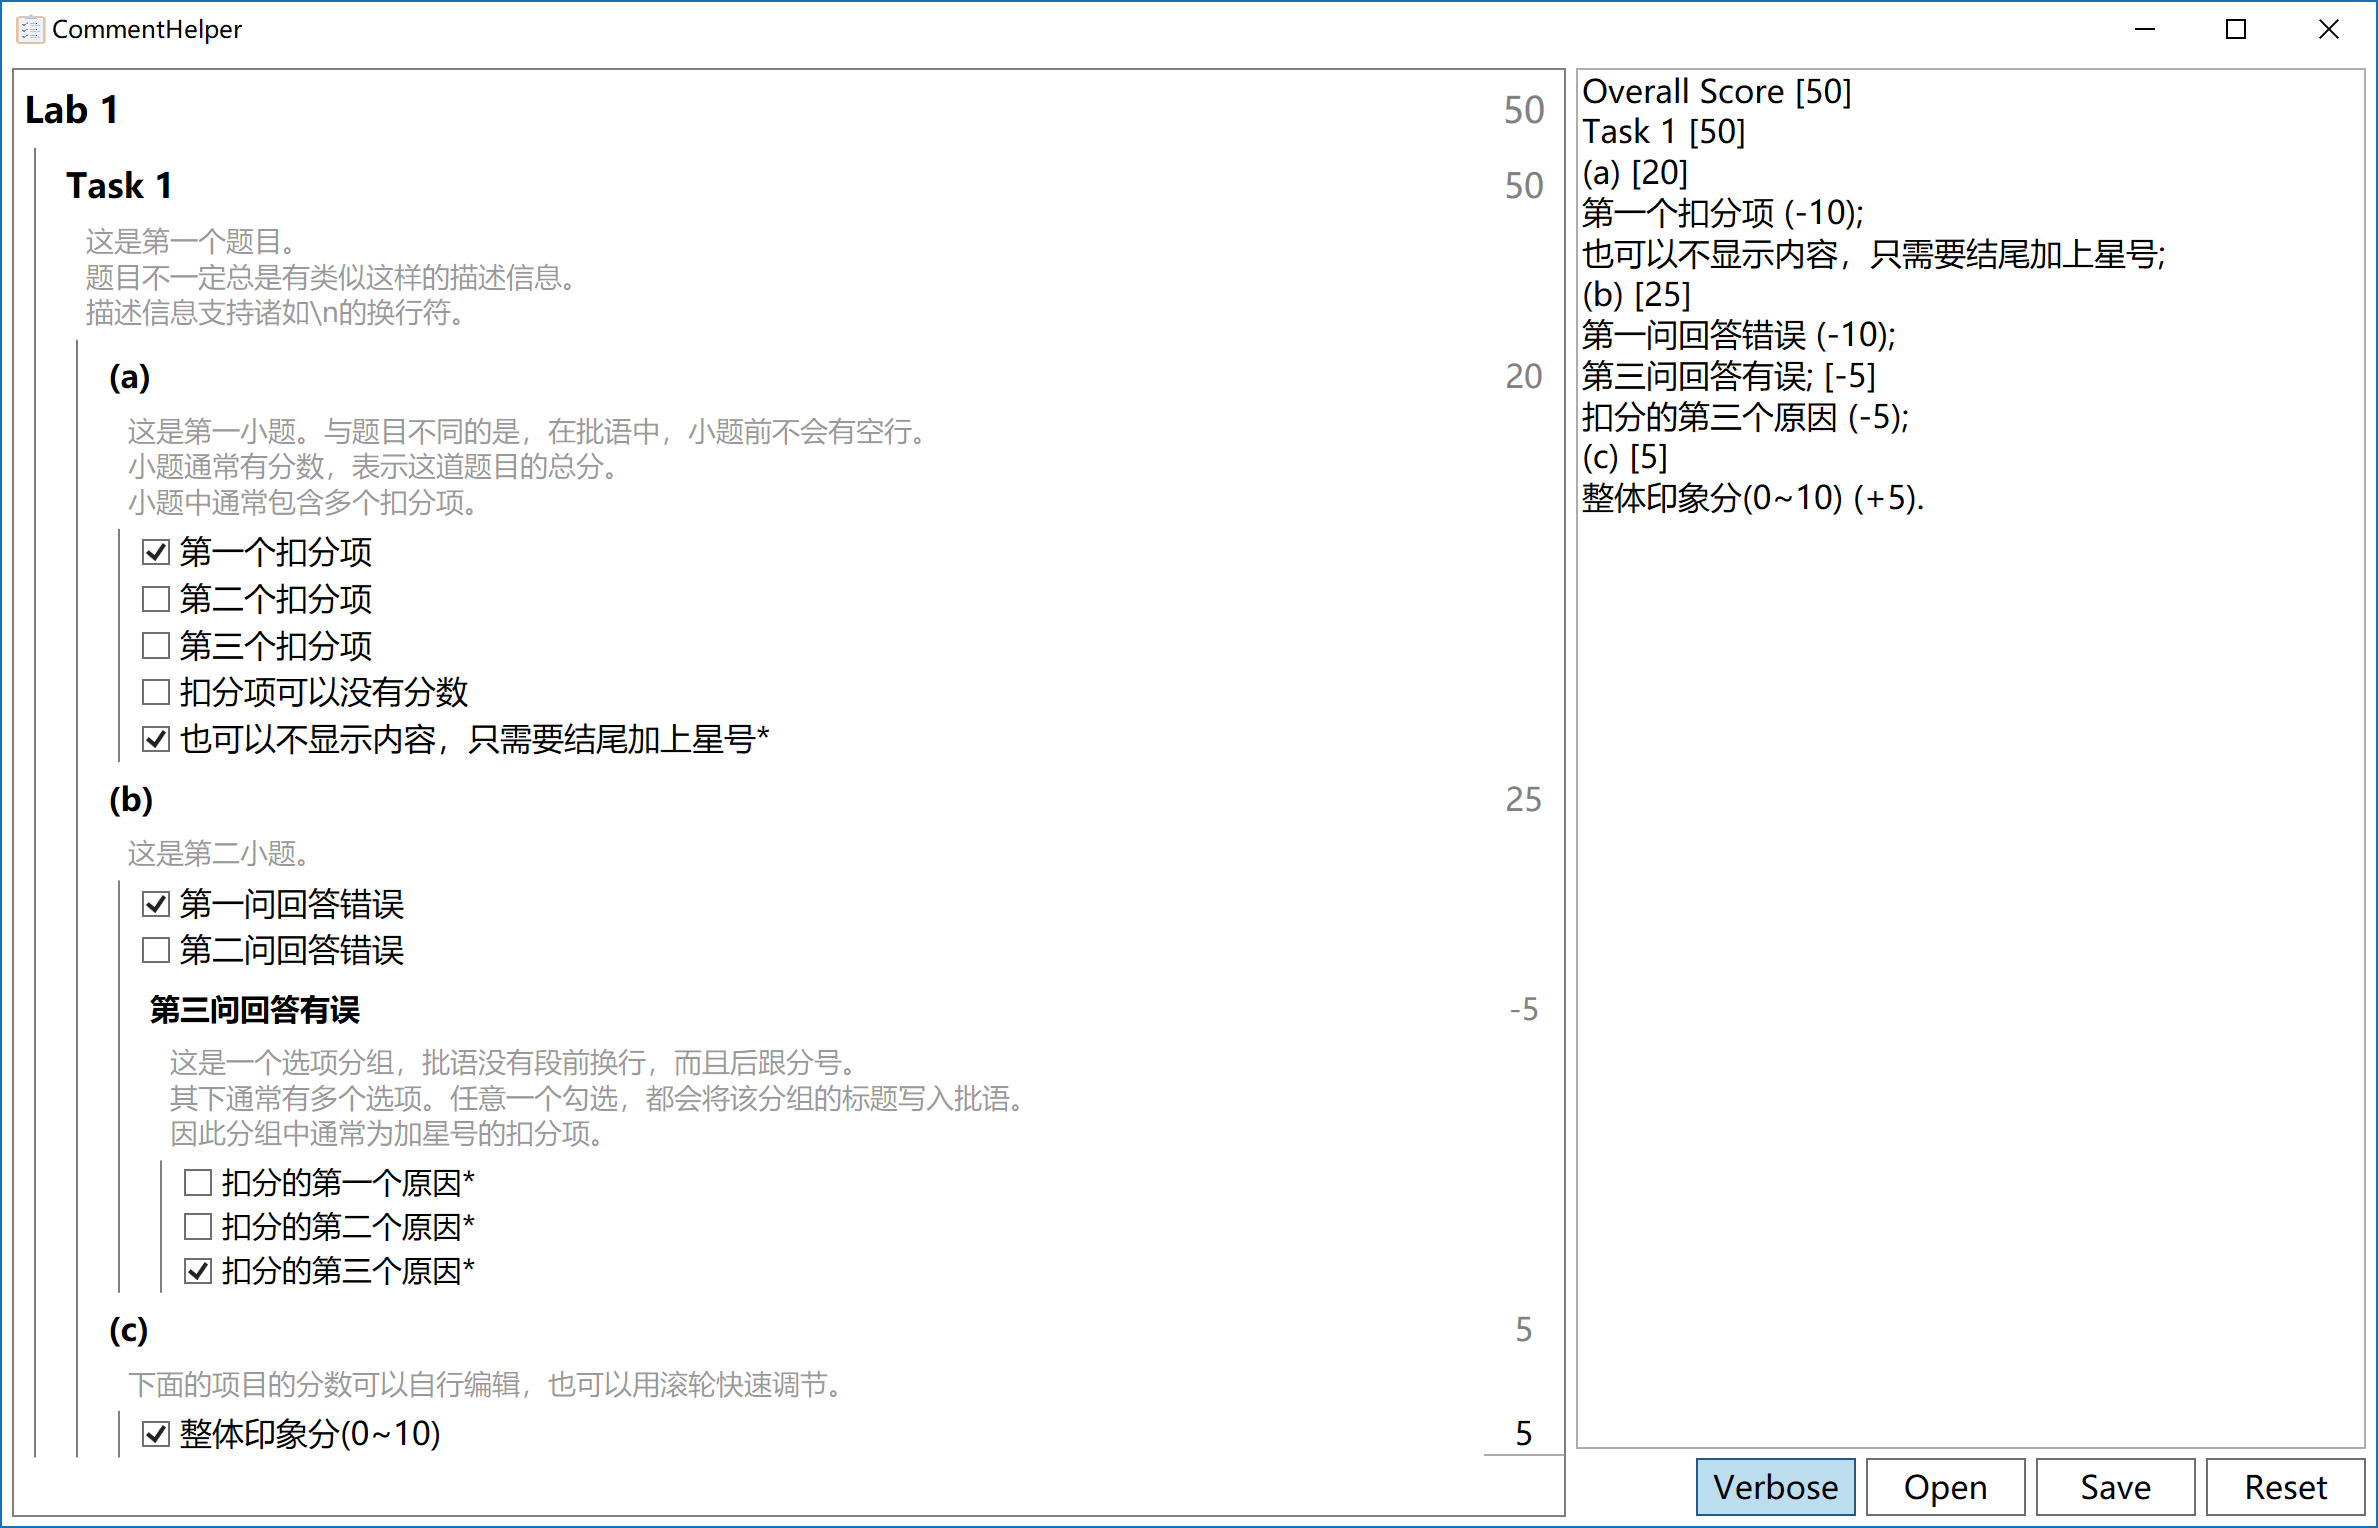 CommentHelper
Lab 1
50
Task 1
50
这是第一个题目。
题目不一定总是有类似这样的描述信息。
描述信息支持诸如\n的换行符。
(a)
20
这是第一小题。与题目不同的是，在批语中，小题前不会有空行。
小题通常有分数，表示这道题目的总分。
小题中通常包含多个扣分项。
第一个扣分项
第二个扣分项
第三个扣分项
扣分项可以没有分数
也可以不显示内容，只需要结尾加上星号*
(b)
25
这是第二小题。
第一问回答错误
第二问回答错误
第三问回答有误
-5
这是一个选项分组，批语没有段前换行，而且后跟分号。
其下通常有多个选项。任意一个勾选，都会将该分组的标题写入批语。
因此分组中通常为加星号的扣分项。
扣分的第一个原因*
扣分的第二个原因*
扣分的第三个原因*
(c)
5
下面的项目的分数可以自行编辑，也可以用滚轮快速调节。
整体印象分(0~10)
5
Overall Score [50]
Task 1 [50]
(a) [20]
第一个扣分项 (-10);
也可以不显示内容，只需要结尾加上星号;
(b) [25]
第一问回答错误 (-10);
第三问回答有误; [-5]
扣分的第三个原因 (-5);
(c) [5]
整体印象分(0~10) (+5).
Verbose
Open
Save
Reset